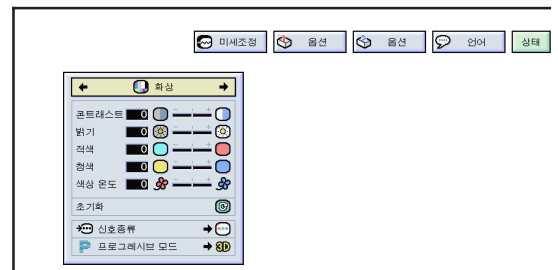 미세조정 옵션 옵션 언어 상태
화상
콘트래스트 0
밝기 0
적색 0
청색 0
색상 온도 0
초기화
신호종류
P 프로그레시브 모드 3D